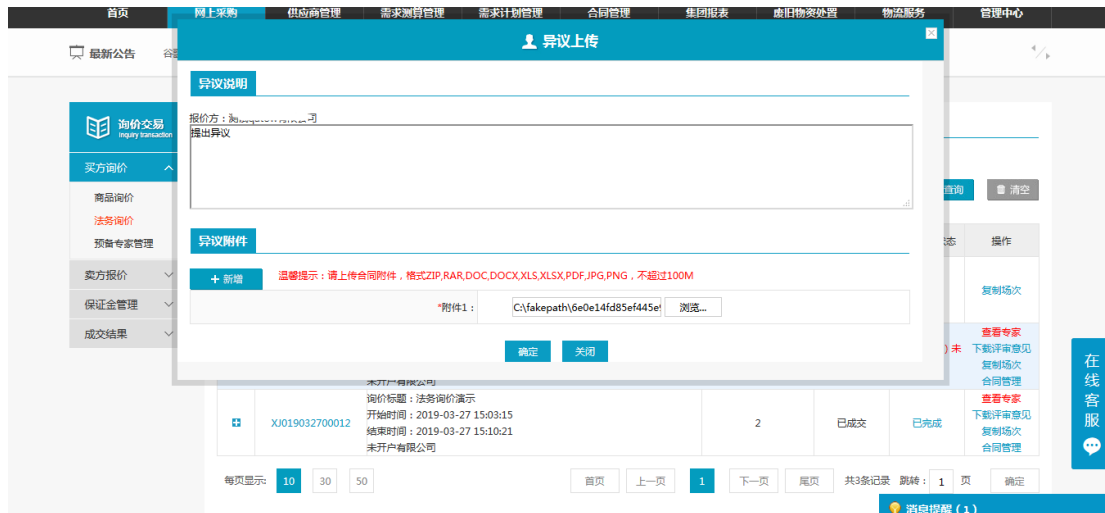 首页 网上采购 供应商管理 需求测算管理 需求计划管理 合同管理 集团报表 废旧物资处置 物流服务 管理中心
最新公告
异议上传
异议说明
报价方：
提出异议
询价交易
Inquiry transaction
买方询价
商品询价
法务询价
预备专家管理
卖方报价
保证金管理
成交结果
查询 清空
异议附件
+ 新增 温馨提示：请上传合同附件，格式ZIP,RAR,DOC,DOCX,XLS,XLSX,PDF,JPG,PNG，不超过100M
*附件1： C:\fakepath\6e0e14fd85ef445e 浏览...
确定 关闭
操作
复制场次
查看专家
) 未 下载评审意见
复制场次
合同管理
未开户有限公司
XJ019032700012
询价标题：法务询价演示
开始时间：2019-03-27 15:03:15
结束时间：2019-03-27 15:10:21
未开户有限公司
2 已成交 已完成
查看专家
下载评审意见
复制场次
合同管理
每页显示: 10 30 50 首页 上一页 1 下一页 尾页 共3条记录 跳转： 1 页 确定
在线客服
消息提醒（1）